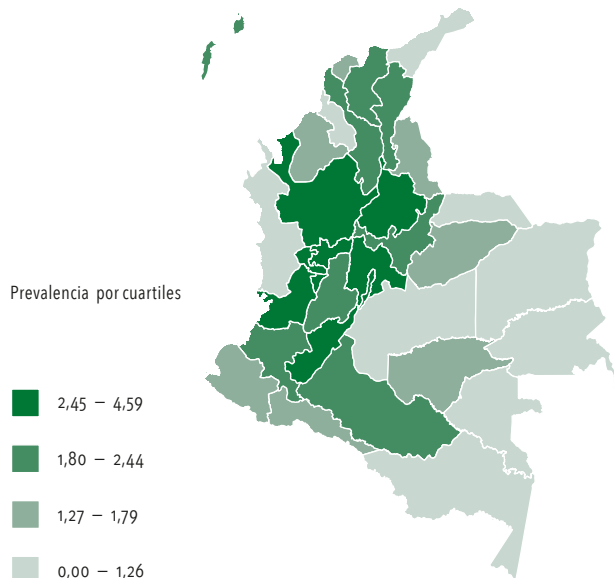 Prevalencia por cuartiles
2,45 – 4,59
1,80 – 2,44
1,27 – 1,79
0,00 – 1,26